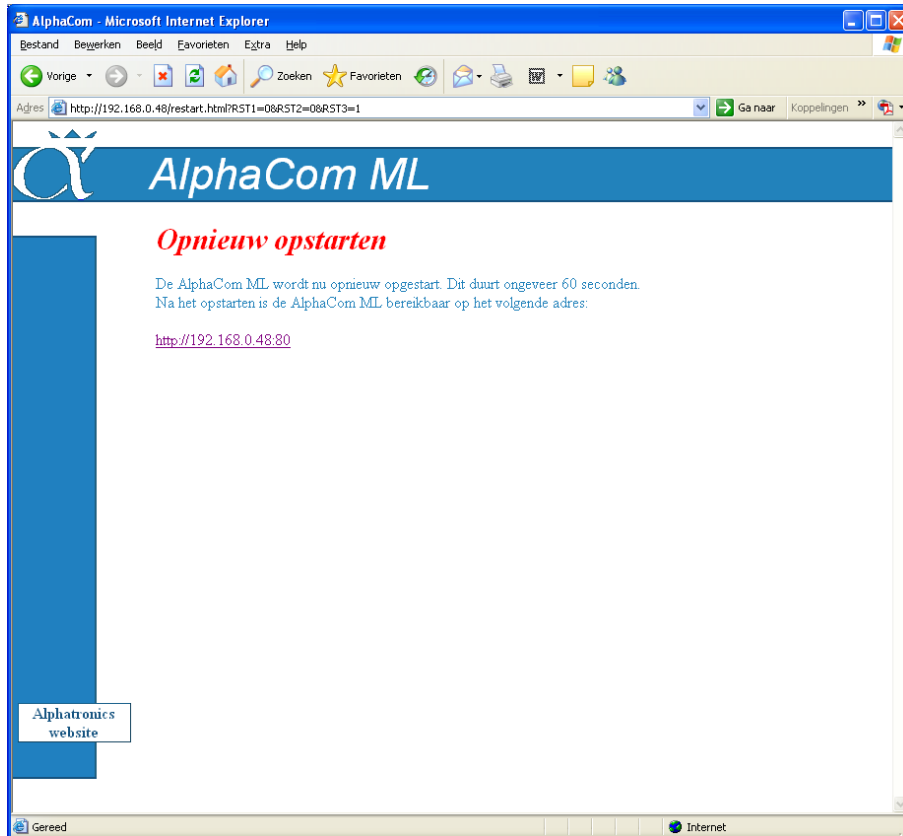 AlphaCom - Microsoft Internet Explorer
Bestand Bewerken Beeld Favorieten Extra Help
Vorige Zoeken Favorieten
Adres http://192.168.0.48/restart.html?RST1=0&RST2=0&RST3=1 Ga naar Koppelingen »
AlphaCom ML
Opnieuw opstarten
De AlphaCom ML wordt nu opnieuw opgestart. Dit duurt ongeveer 60 seconden.
Na het opstarten is de AlphaCom ML bereikbaar op het volgende adres:
http://192.168.0.48:80
Alphatronics
website
Gereed Internet